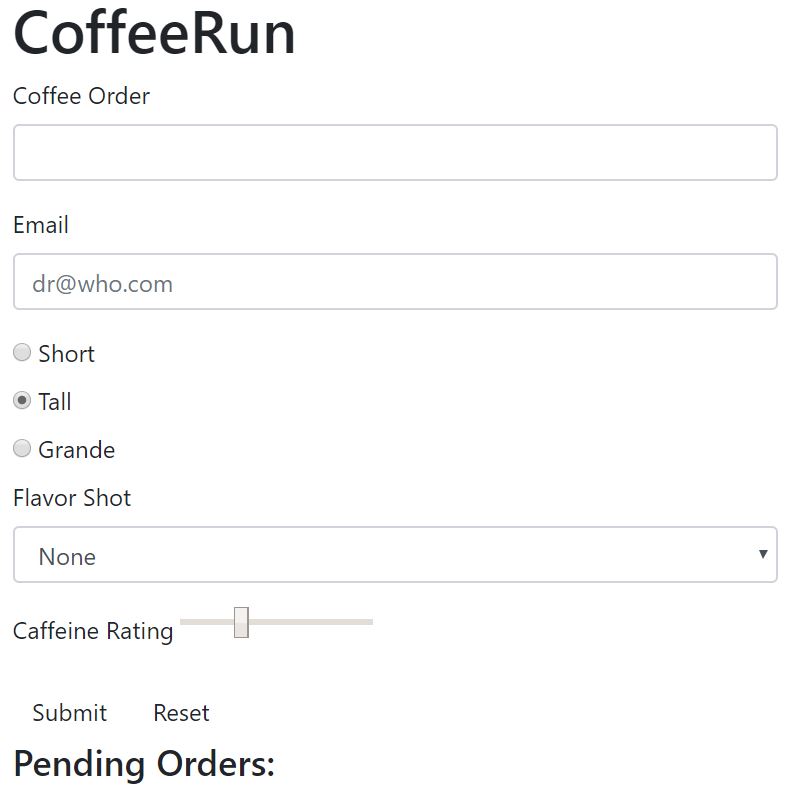 CoffeeRun
Coffee Order
Email
dr@who.com
Short
Tall
Grande
Flavor Shot
None
Caffeine Rating
Submit Reset
Pending Orders: